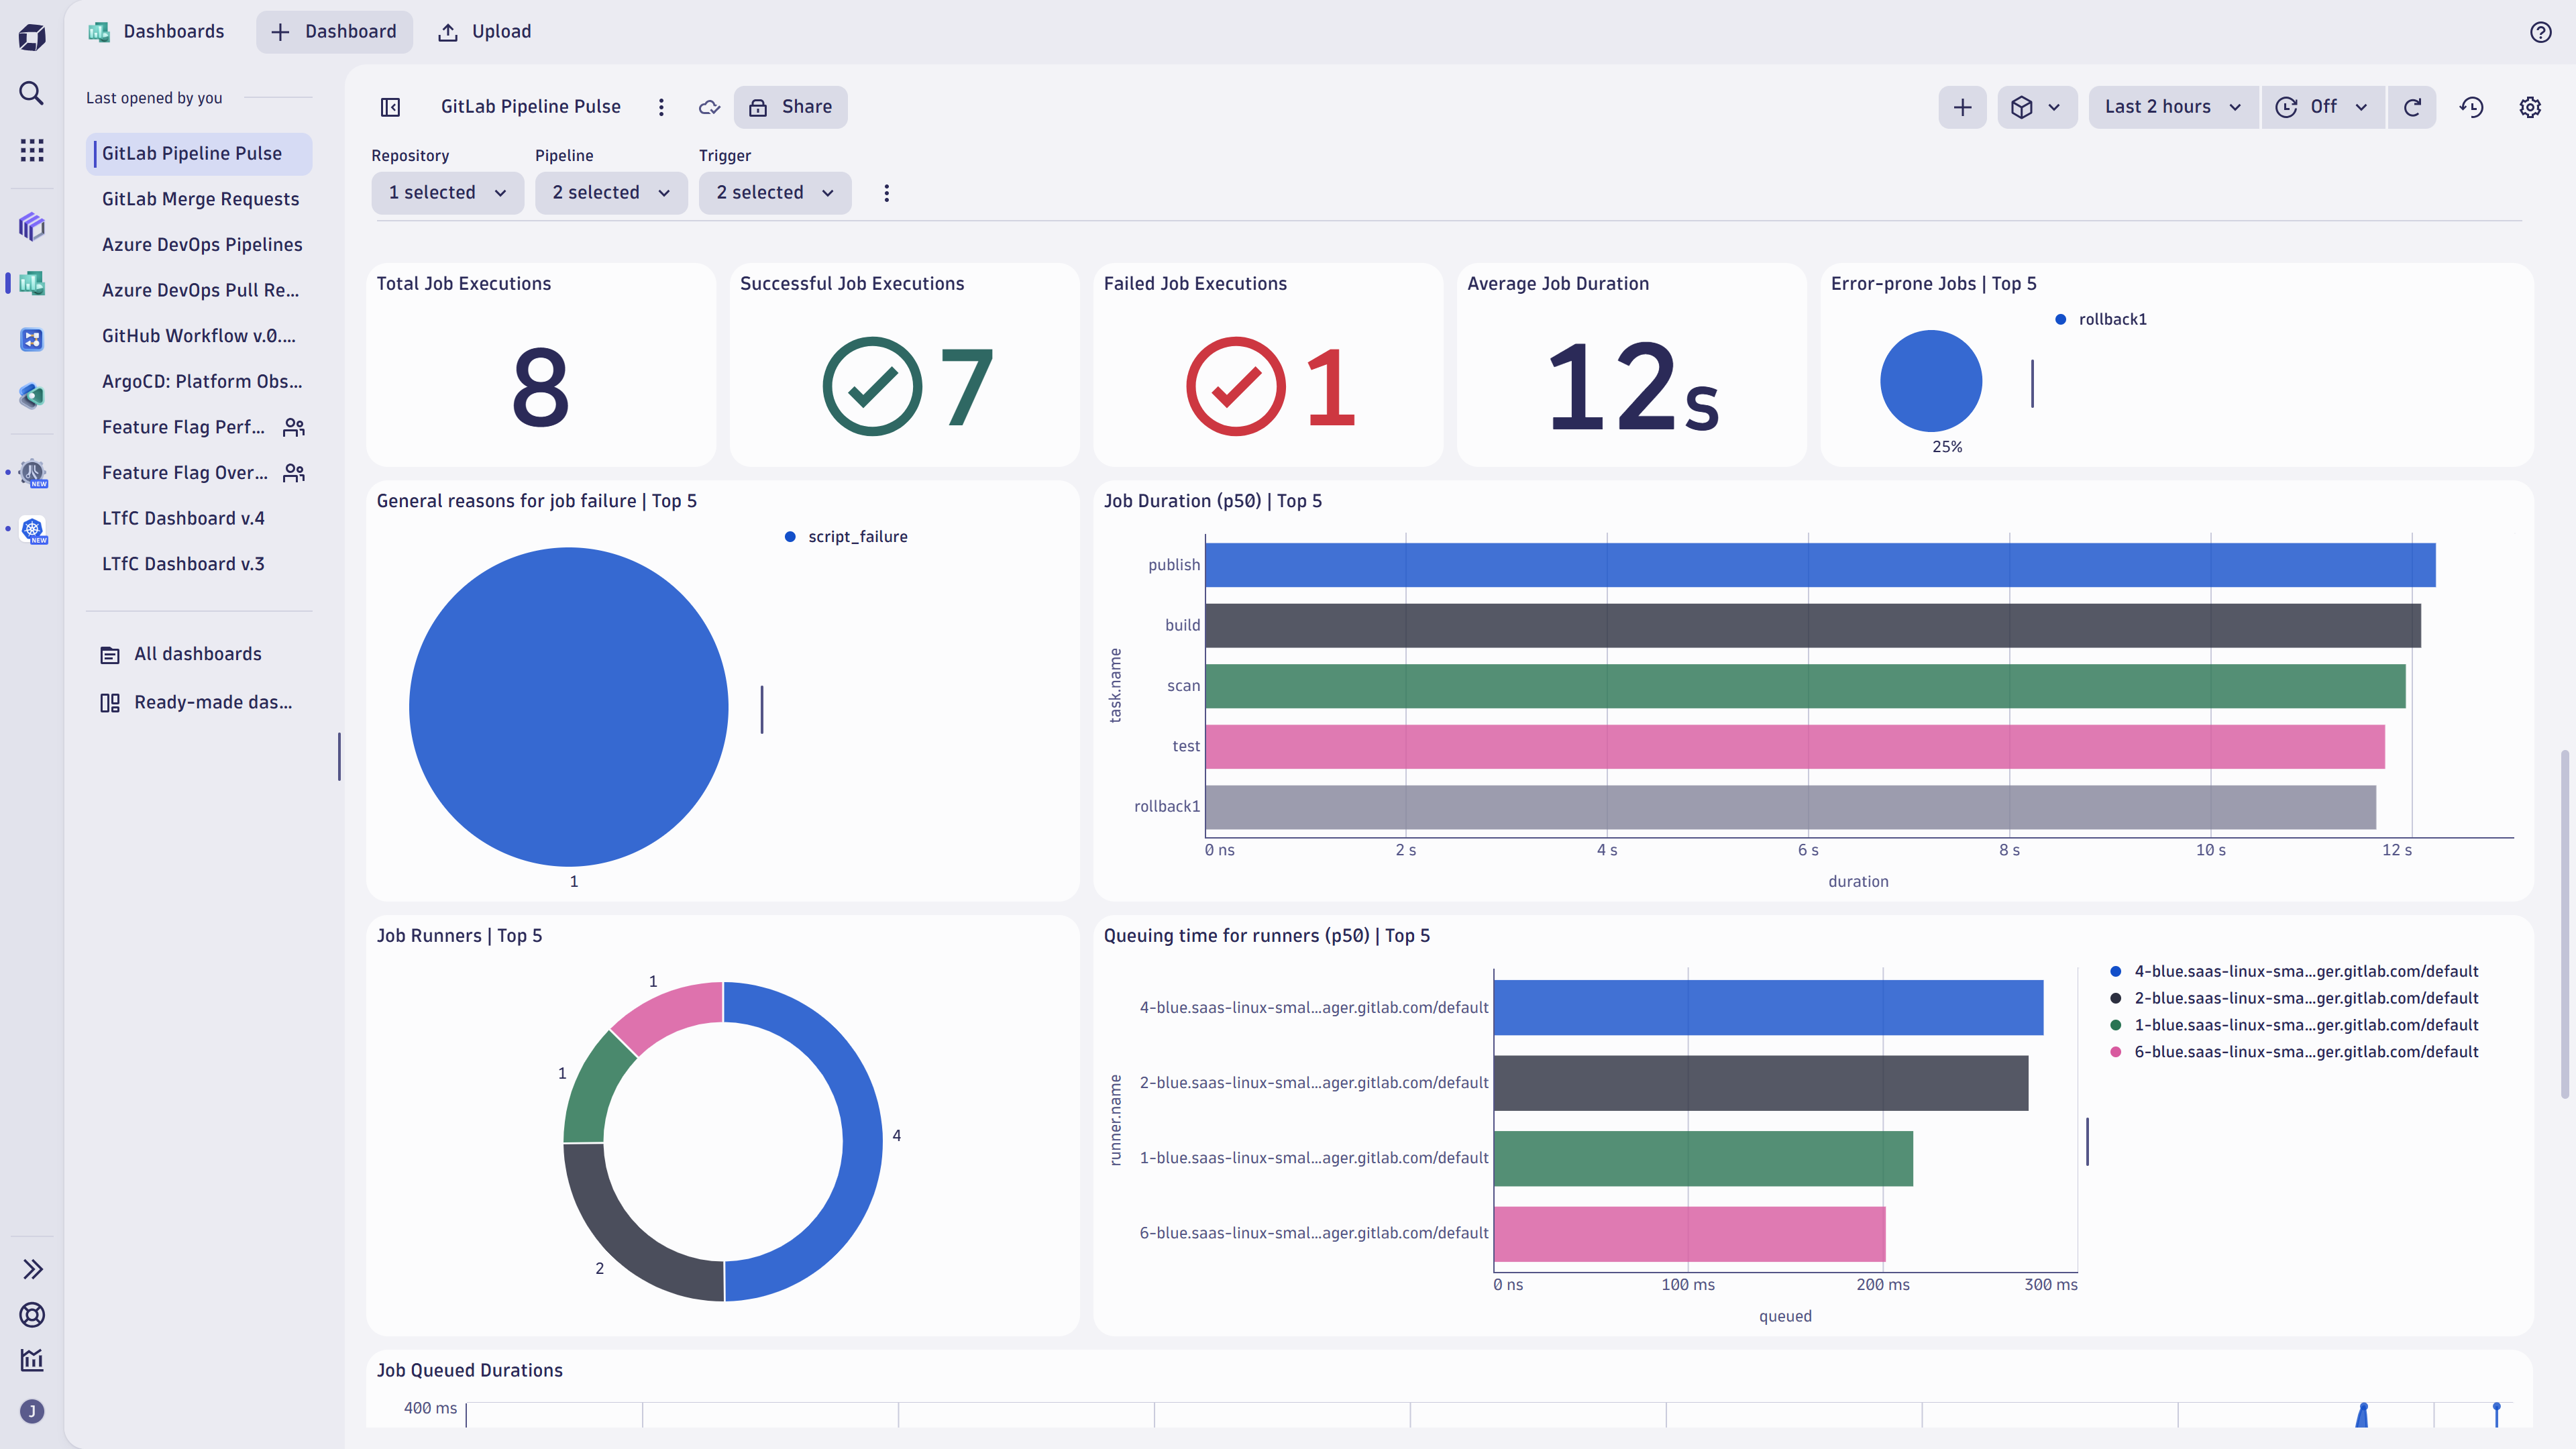 Dashboards
Dashboard
Upload
Last opened by you
GitLab Pipeline Pulse
GitLab Merge Requests
Azure DevOps Pipelines
Azure DevOps Pull Re...
GitHub Workflow v.0....
ArgoCD: Platform Obs...
Feature Flag Perf...
Feature Flag Over...
LTfC Dashboard v.4
LTfC Dashboard v.3
All dashboards
Ready-made das...
NEW
NEW
J
GitLab Pipeline Pulse
Share
Last 2 hours
Off
Repository
Pipeline
Trigger
1 selected
2 selected
2 selected
Total Job Executions
8
Successful Job Executions
7
Failed Job Executions
1
Average Job Duration
12s
Error-prone Jobs | Top 5
rollback1
25%
General reasons for job failure | Top 5
script_failure
1
Job Duration (p50) | Top 5
task.name
publish
build
scan
test
rollback1
0 ns
2 s
4 s
6 s
8 s
10 s
12 s
duration
Job Runners | Top 5
1
1
4
2
Queuing time for runners (p50) | Top 5
runner.name
4-blue.saas-linux-smal...ager.gitlab.com/default
2-blue.saas-linux-smal...ager.gitlab.com/default
1-blue.saas-linux-smal...ager.gitlab.com/default
6-blue.saas-linux-smal...ager.gitlab.com/default
0 ns
100 ms
200 ms
300 ms
queued
4-blue.saas-linux-sma...ger.gitlab.com/default
2-blue.saas-linux-sma...ger.gitlab.com/default
1-blue.saas-linux-sma...ger.gitlab.com/default
6-blue.saas-linux-sma...ger.gitlab.com/default
Job Queued Durations
400 ms